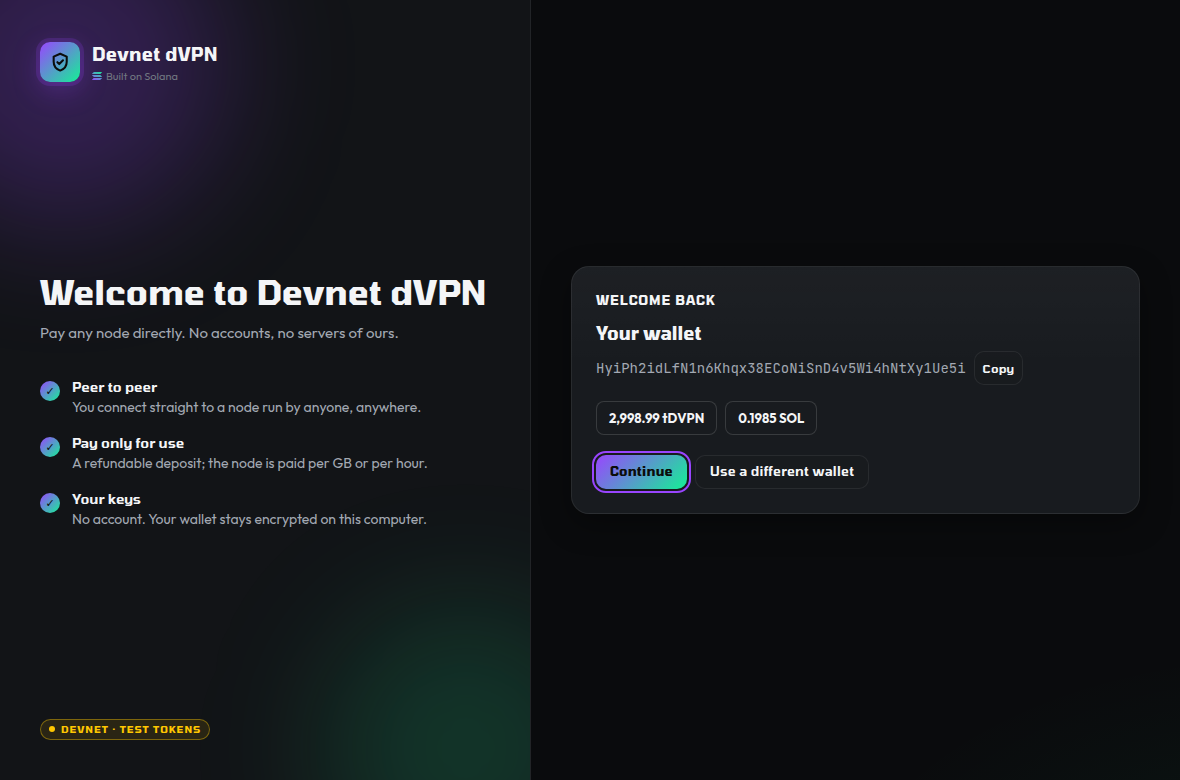 Devnet dVPN
Built on Solana
Welcome to Devnet dVPN
Pay any node directly. No accounts, no servers of ours.
Peer to peer
You connect straight to a node run by anyone, anywhere.
Pay only for use
A refundable deposit; the node is paid per GB or per hour.
Your keys
No account. Your wallet stays encrypted on this computer.
DEVNET · TEST TOKENS
WELCOME BACK
Your wallet
HyiPh2idLfN1n6Khqx38ECoNiSnD4v5Wi4hNtXy1Ue5i Copy
2,998.99 tDVPN 0.1985 SOL
Continue Use a different wallet